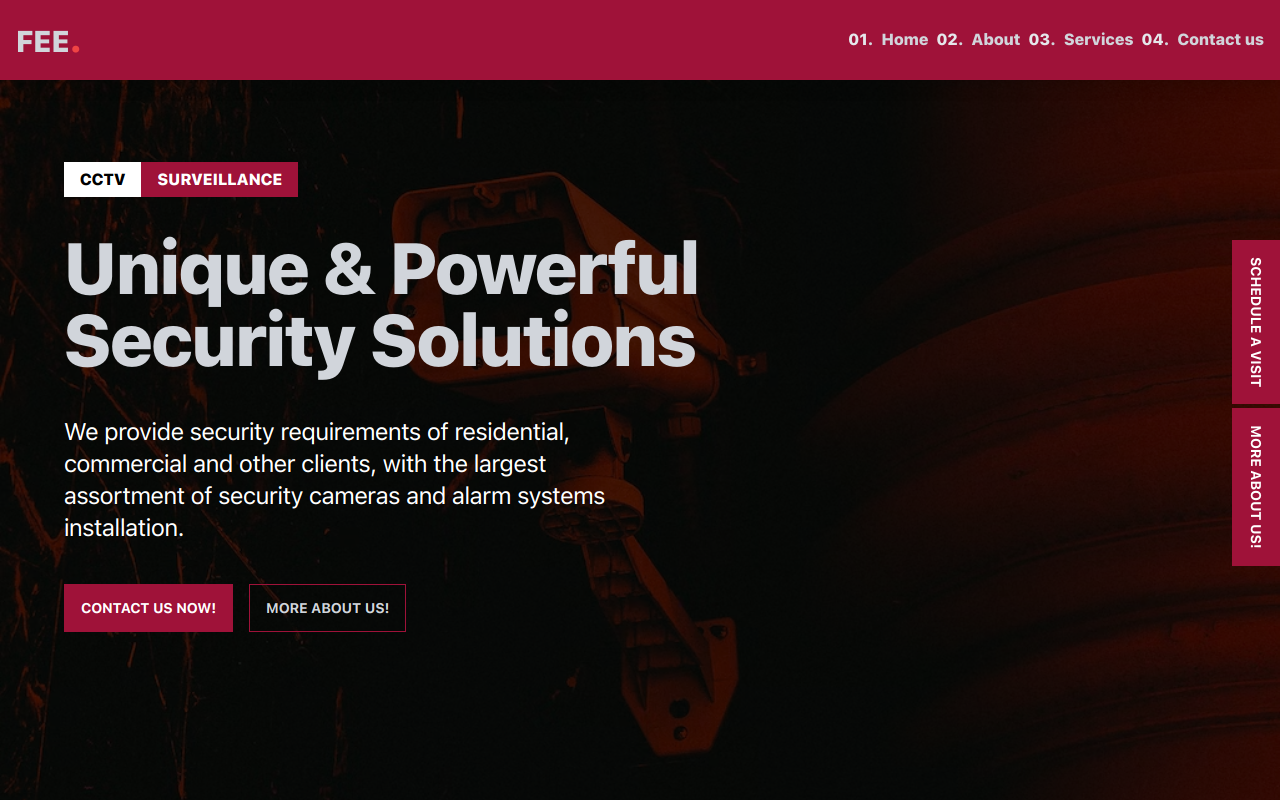 FEE.
01. Home 02. About 03. Services 04. Contact us
CCTV SURVEILLANCE
Unique & Powerful
Security Solutions
We provide security requirements of residential,
commercial and other clients, with the largest
assortment of security cameras and alarm systems
installation.
CONTACT US NOW! MORE ABOUT US!
SCHEDULE A VISIT
MORE ABOUT US!